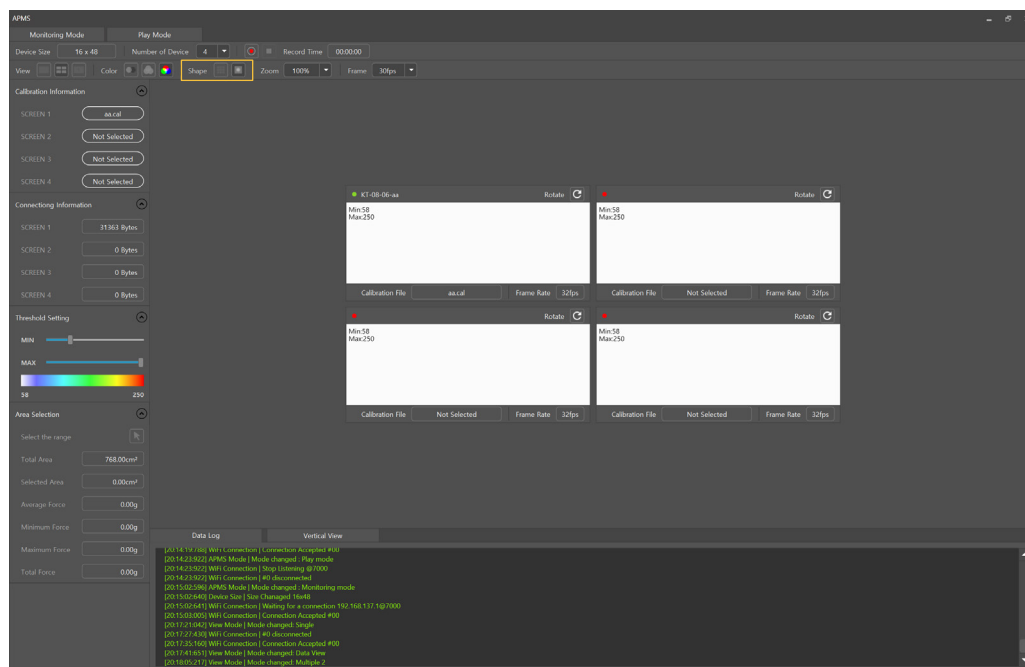 APMS
Monitoring Mode Play Mode
Device Size 16 x 48 Number of Device 4 Record Time 00:00:00
View Color Shape Zoom 100% Frame 30fps
Calibration Information
SCREEN 1 aa.cal
SCREEN 2 Not Selected
SCREEN 3 Not Selected
SCREEN 4 Not Selected
Connectiong Information
SCREEN 1 31363 Bytes
SCREEN 2 0 Bytes
SCREEN 3 0 Bytes
SCREEN 4 0 Bytes
Threshold Setting
MIN
MAX
58 250
Area Selection
Select the range
Total Area 768.00cm²
Selected Area 0.00cm²
Average Force 0.00g
Minimum Force 0.00g
Maximum Force 0.00g
Total Force 0.00g
KT-08-06-aa Rotate
Min:58
Max:250
Calibration File aa.cal Frame Rate 32fps
Rotate
Min:58
Max:250
Calibration File Not Selected Frame Rate 32fps
Rotate
Min:58
Max:250
Calibration File Not Selected Frame Rate 32fps
Rotate
Min:58
Max:250
Calibration File Not Selected Frame Rate 32fps
Data Log Vertical View
[20:14:19:788] WiFi Connection | Connection Accepted #00
[20:14:23:922] APMS Mode | Mode changed : Play mode
[20:14:23:922] WiFi Connection | Stop Listening @7000
[20:14:23:922] WiFi Connection | #0 disconnected
[20:15:02:596] APMS Mode | Mode changed : Monitoring mode
[20:15:02:640] Device Size | Size Chanaged 16x48
[20:15:02:641] WiFi Connection | Waiting for a connection 192.168.137.1@7000
[20:15:03:005] WiFi Connection | Connection Accepted #00
[20:17:21:042] View Mode | Mode changed: Single
[20:17:27:430] WiFi Connection | #0 disconnected
[20:17:35:160] WiFi Connection | Connection Accepted #00
[20:17:41:651] View Mode | Mode changed: Data View
[20:18:05:217] View Mode | Mode changed: Multiple 2